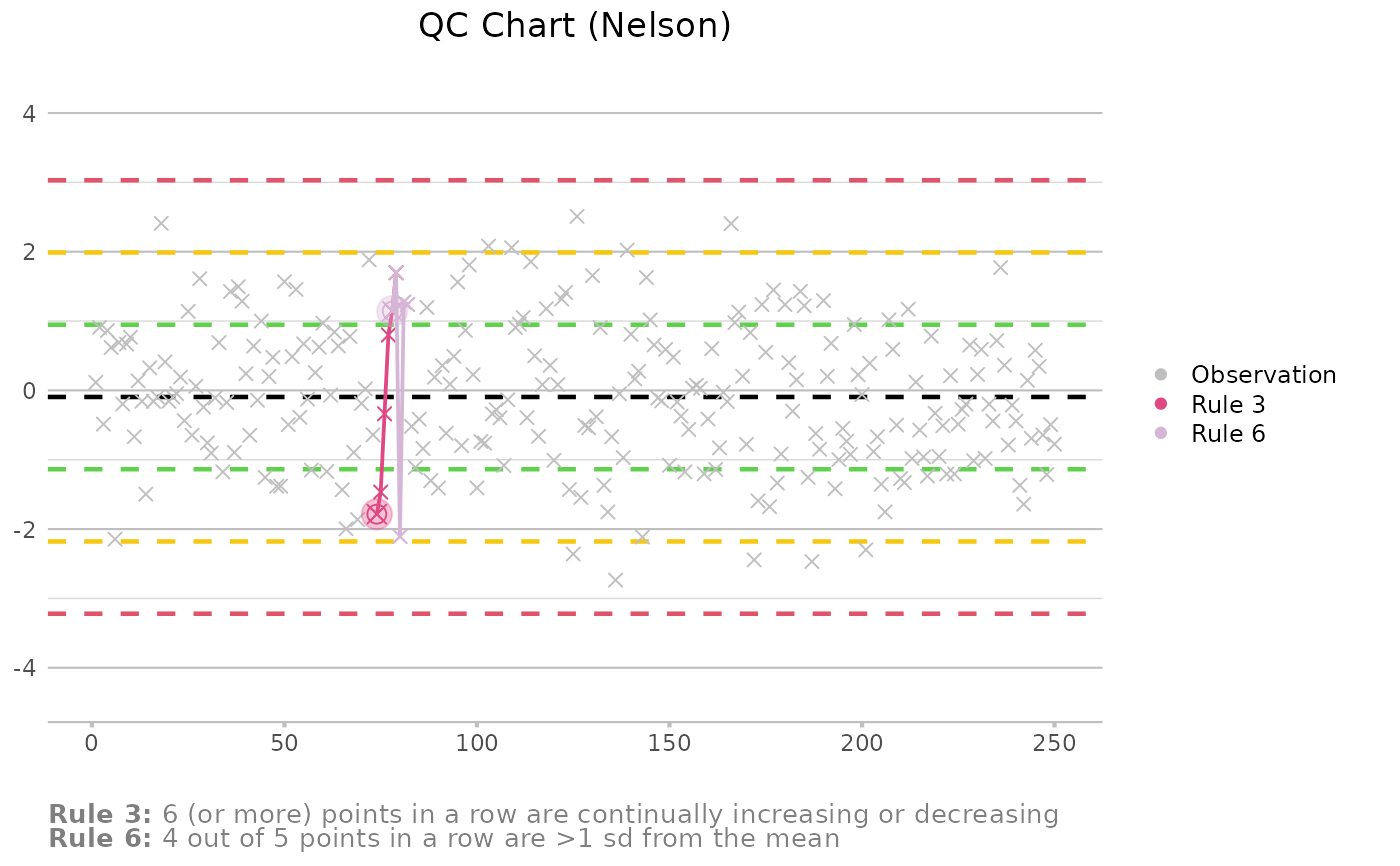 QC Chart (Nelson)
4
2
0
-2
-4
0 50 100 150 200 250
Observation
Rule 3
Rule 6
Rule 3: 6 (or more) points in a row are continually increasing or decreasing
Rule 6: 4 out of 5 points in a row are >1 sd from the mean